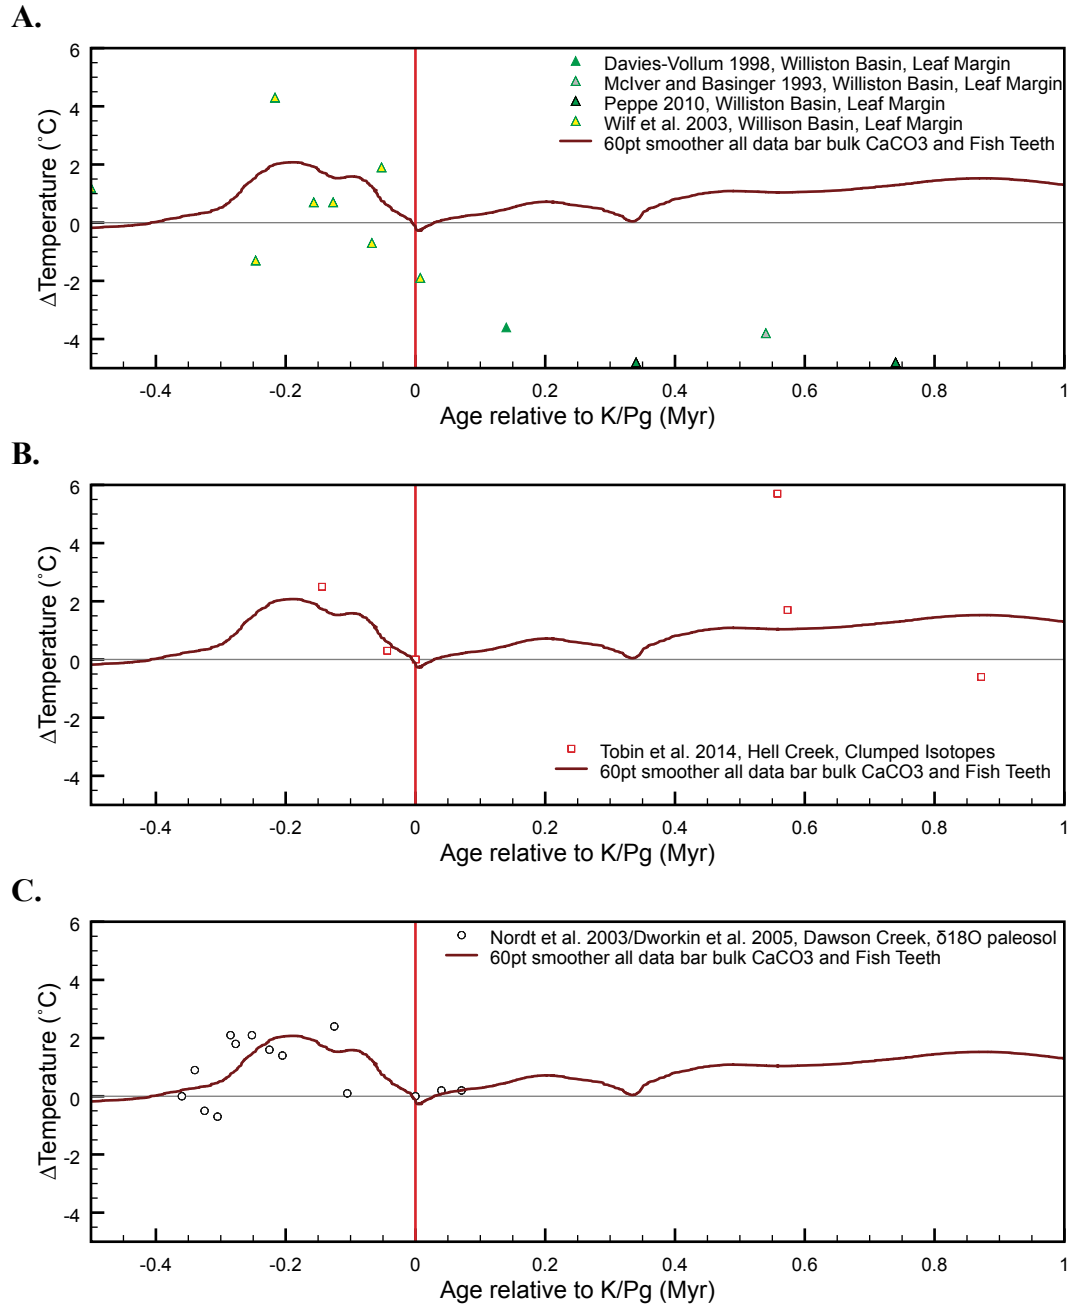 A.
6
4
2
0
-2
-4
ΔTemperature (˚C)
Davies-Vollum 1998, Williston Basin, Leaf Margin
McIver and Basinger 1993, Williston Basin, Leaf Margin
Peppe 2010, Williston Basin, Leaf Margin
Wilf et al. 2003, Willison Basin, Leaf Margin
60pt smoother all data bar bulk CaCO3 and Fish Teeth
-0.4 -0.2 0 0.2 0.4 0.6 0.8 1
Age relative to K/Pg (Myr)
B.
6
4
2
0
-2
-4
ΔTemperature (˚C)
Tobin et al. 2014, Hell Creek, Clumped Isotopes
60pt smoother all data bar bulk CaCO3 and Fish Teeth
-0.4 -0.2 0 0.2 0.4 0.6 0.8 1
Age relative to K/Pg (Myr)
C.
6
4
2
0
-2
-4
ΔTemperature (˚C)
Nordt et al. 2003/Dworkin et al. 2005, Dawson Creek, δ18O paleosol
60pt smoother all data bar bulk CaCO3 and Fish Teeth
-0.4 -0.2 0 0.2 0.4 0.6 0.8 1
Age relative to K/Pg (Myr)